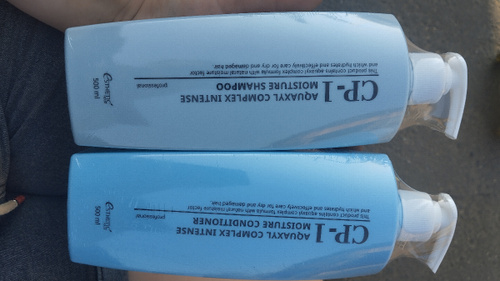 CP-1
AQUAXYL COMPLEX INTENSE
MOISTURE SHAMPOO
professional
This product contains aquaxyl complex formula with natural moisture factor
and which hydrates and effectively care for dry and damaged hair.
ESTHETIC
500 ml
CP-1
AQUAXYL COMPLEX INTENSE
MOISTURE CONDITIONER
professional
This product contains aquaxyl complex formula with natural moisture factor
and which hydrates and effectively care for dry and damaged hair.
ESTHETIC
500 ml